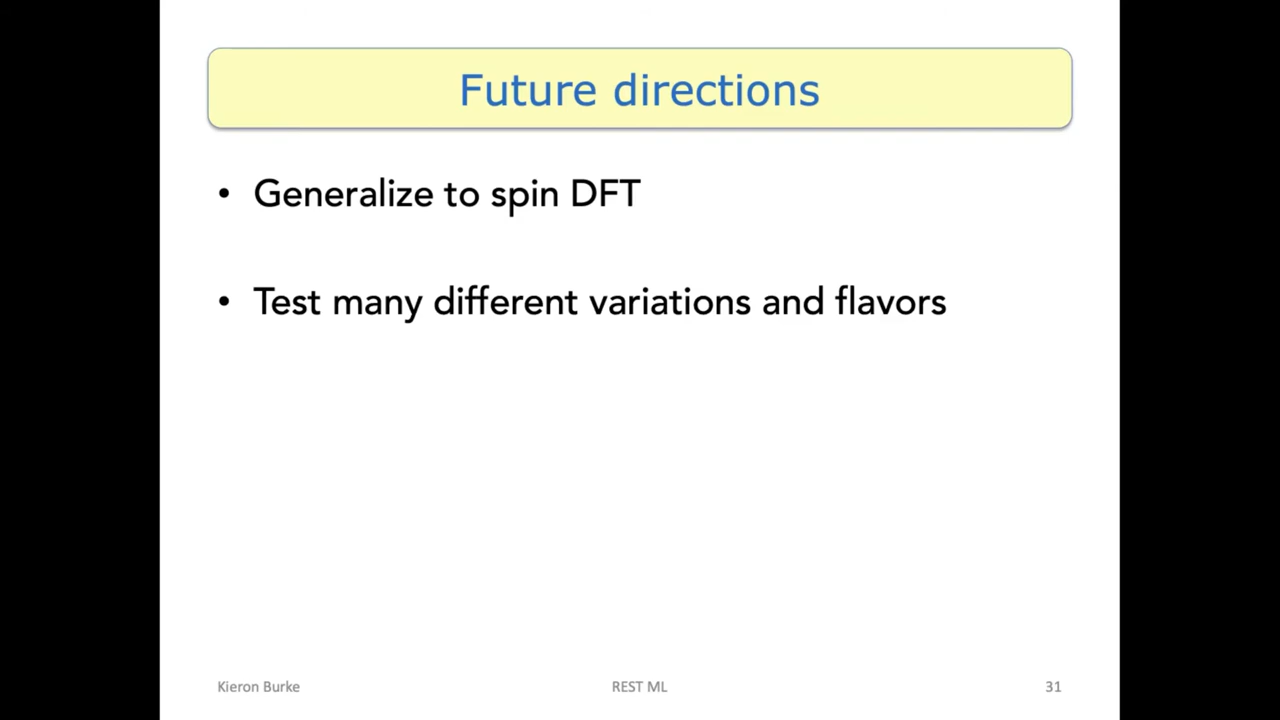 Future directions
• Generalize to spin DFT
• Test many different variations and flavors
Kieron Burke
REST ML
31